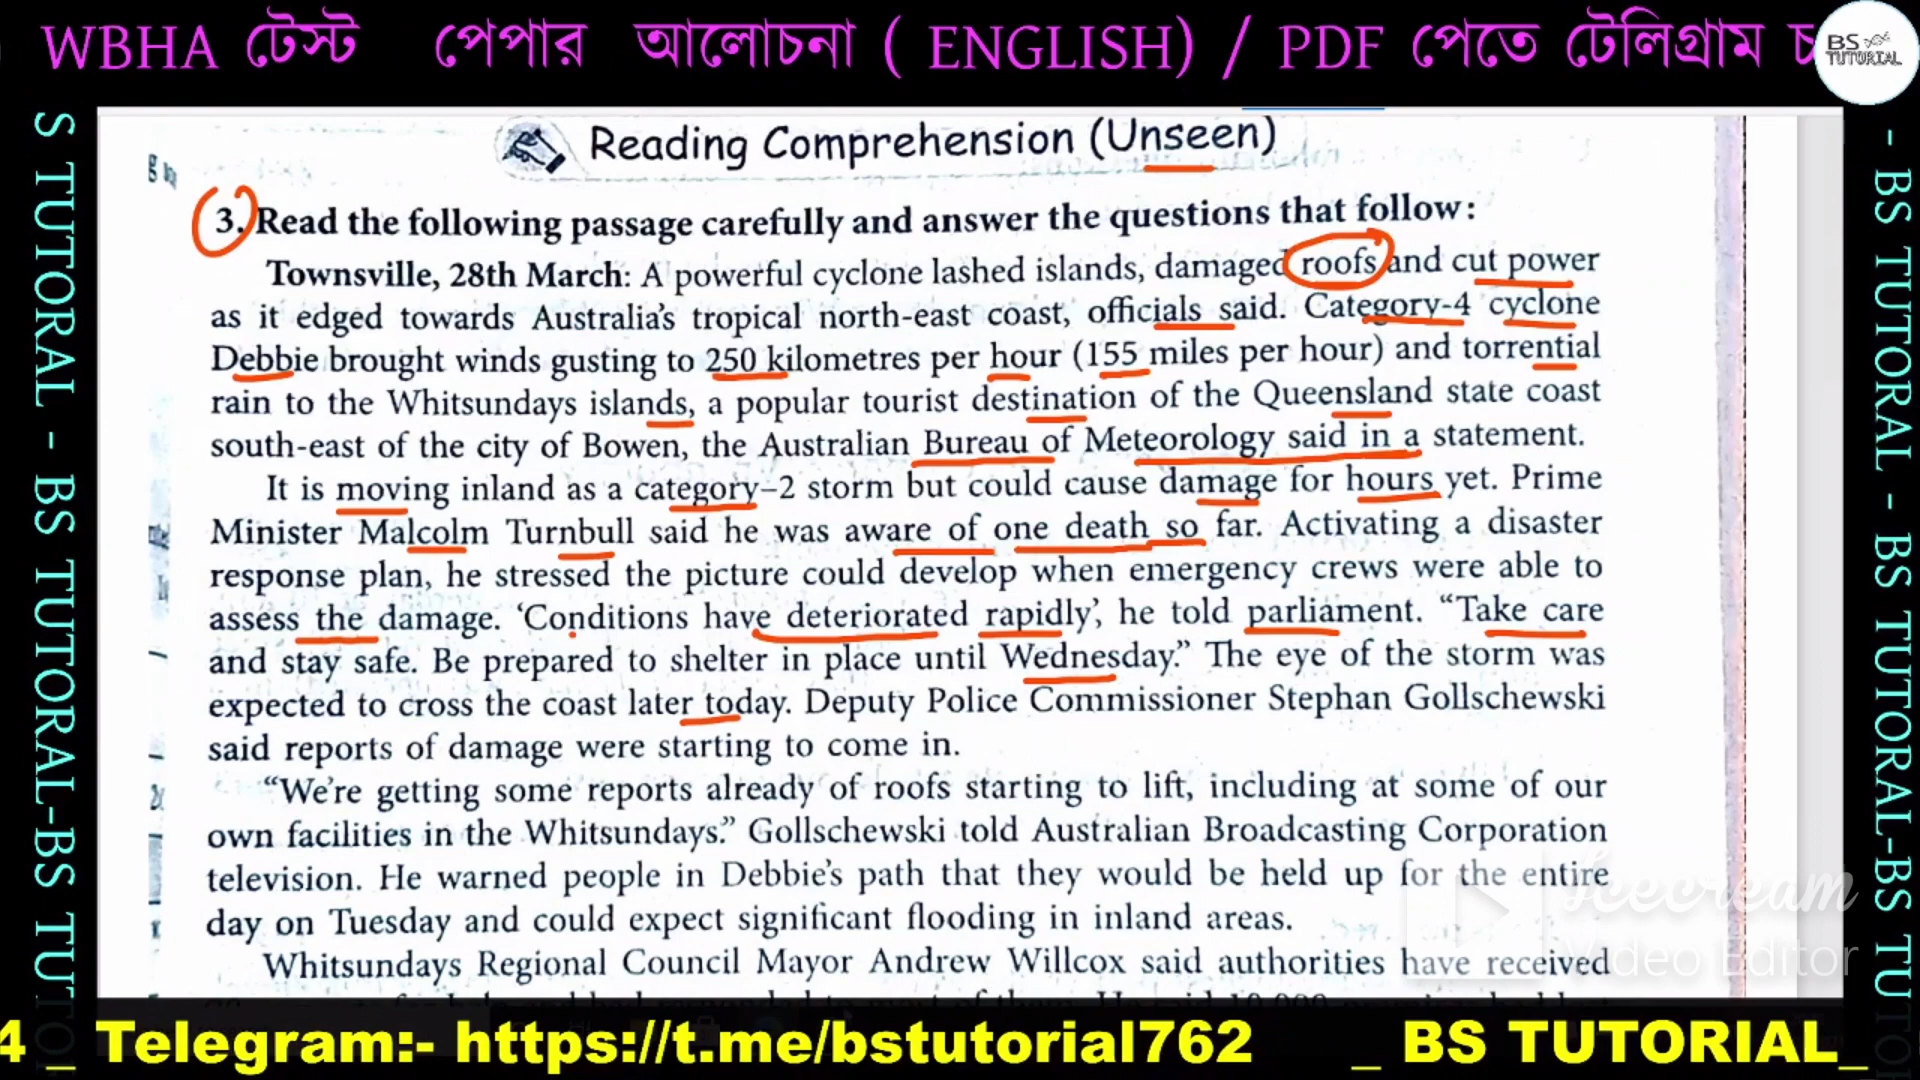 WBHA টেস্ট পেপার আলোচনা ( ENGLISH) / PDF পেতে টেলিগ্রাম চ
BS
TUTORIAL
Reading Comprehension (Unseen)
3. Read the following passage carefully and answer the questions that follow:
Townsville, 28th March: A powerful cyclone lashed islands, damaged roofs and cut power
as it edged towards Australia's tropical north-east coast, officials said. Category-4 cyclone
Debbie brought winds gusting to 250 kilometres per hour (155 miles per hour) and torrential
rain to the Whitsundays islands, a popular tourist destination of the Queensland state coast
south-east of the city of Bowen, the Australian Bureau of Meteorology said in a statement.
It is moving inland as a category–2 storm but could cause damage for hours yet. Prime
Minister Malcolm Turnbull said he was aware of one death so far. Activating a disaster
response plan, he stressed the picture could develop when emergency crews were able to
assess the damage. ‘Conditions have deteriorated rapidly’, he told parliament. “Take care
and stay safe. Be prepared to shelter in place until Wednesday.” The eye of the storm was
expected to cross the coast later today. Deputy Police Commissioner Stephan Gollschewski
said reports of damage were starting to come in.
“We’re getting some reports already of roofs starting to lift, including at some of our
own facilities in the Whitsundays.” Gollschewski told Australian Broadcasting Corporation
television. He warned people in Debbie’s path that they would be held up for the entire
day on Tuesday and could expect significant flooding in inland areas.
Whitsundays Regional Council Mayor Andrew Willcox said authorities have received
Icecream
Video Editor
4 _ Telegram:- https://t.me/bstutorial762 _ BS TUTORIAL_
S TUTORAL - BS TUTORIAL-BS TUTO
- BS TUTORIAL - BS TUTORIAL-BS TUT